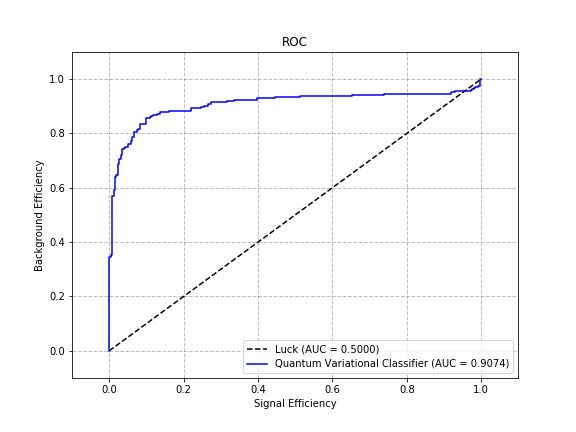 ROC
1.0
0.8
0.6
0.4
0.2
0.0
Background Efficiency
0.0 0.2 0.4 0.6 0.8 1.0
Signal Efficiency
Luck (AUC = 0.5000)
Quantum Variational Classifier (AUC = 0.9074)